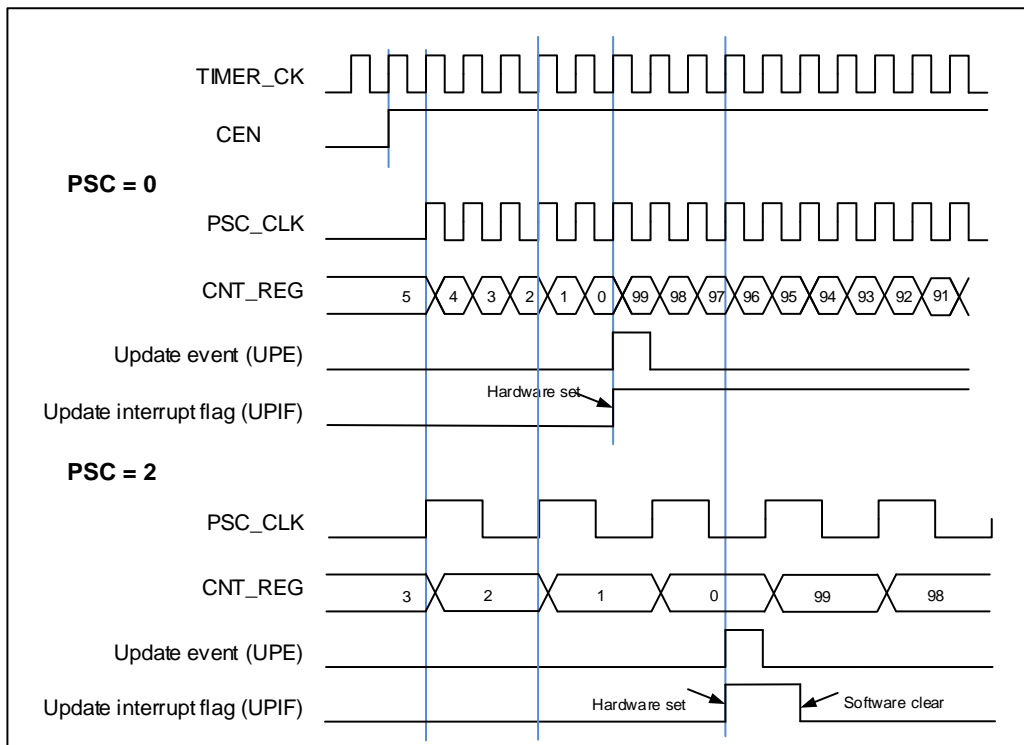 TIMER_CK
CEN
PSC = 0
PSC_CLK
CNT_REG 5 4 3 2 1 0 99 98 97 96 95 94 93 92 91
Update event (UPE)
Hardware set
Update interrupt flag (UPIF)
PSC = 2
PSC_CLK
CNT_REG 3 2 1 0 99 98
Update event (UPE)
Update interrupt flag (UPIF) Hardware set Software clear